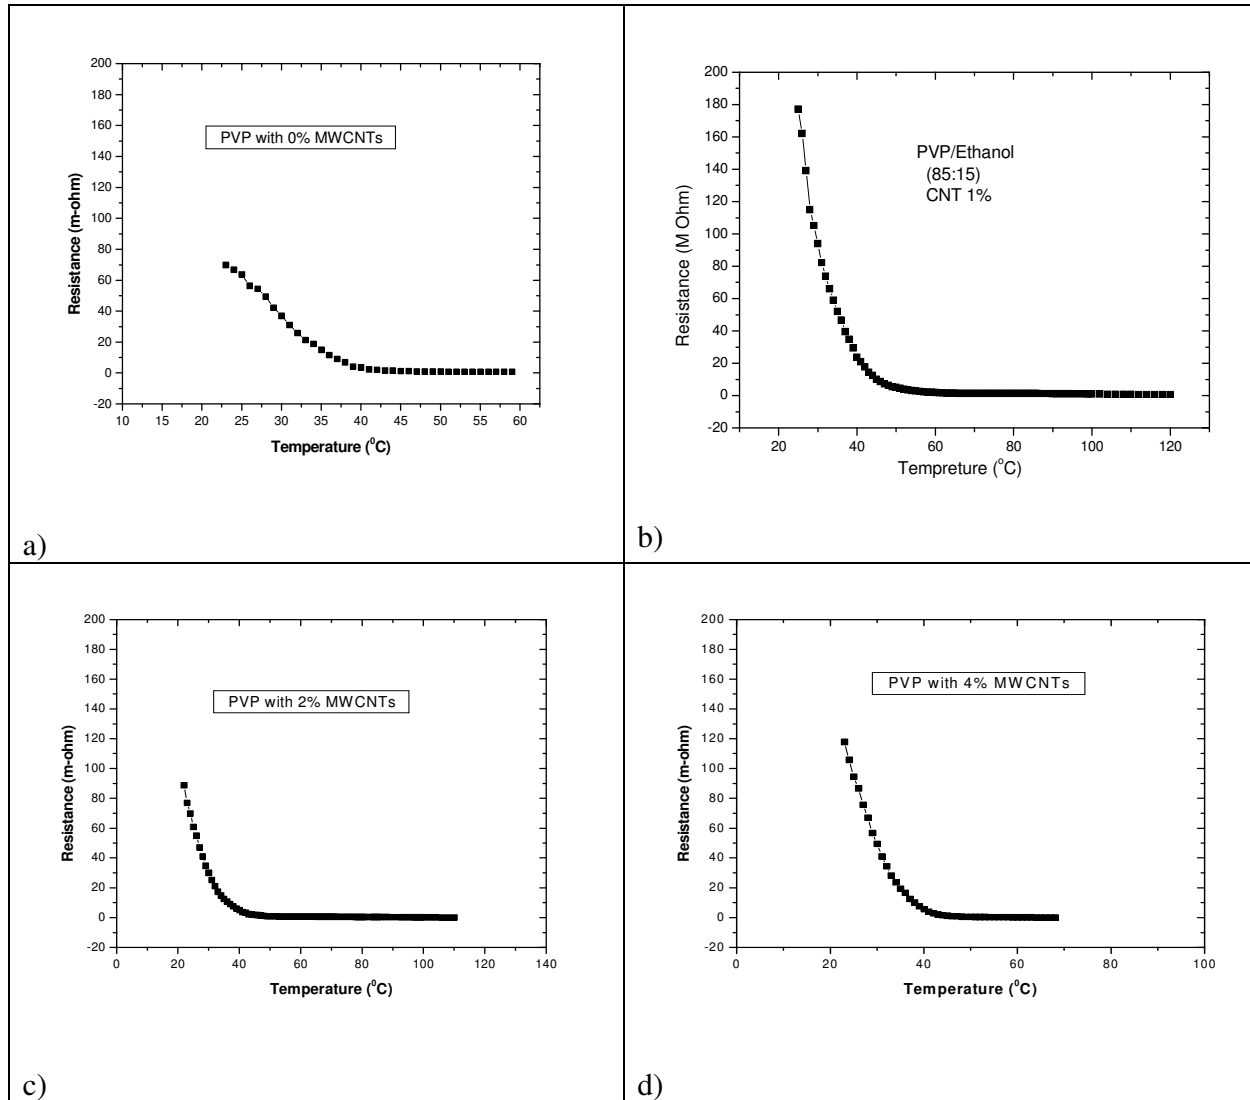 200
180
160
140
120
100
80
60
40
20
0
-20
Resistance (m-ohm)
PVP with 0% MWCNTs
10 15 20 25 30 35 40 45 50 55 60
Temperature (⁰C)
a)
200
180
160
140
120
100
80
60
40
20
0
-20
Resistance (M Ohm)
PVP/Ethanol
(85:15)
CNT 1%
20 40 60 80 100 120
Tempreture (°C)
b)
200
180
160
140
120
100
80
60
40
20
0
-20
Resistance (m-ohm)
PVP with 2% MWCNTs
0 20 40 60 80 100 120 140
Temperature (⁰C)
c)
200
180
160
140
120
100
80
60
40
20
0
-20
Resistance (m-ohm)
PVP with 4% MWCNTs
0 20 40 60 80 100
Temperature (⁰C)
d)